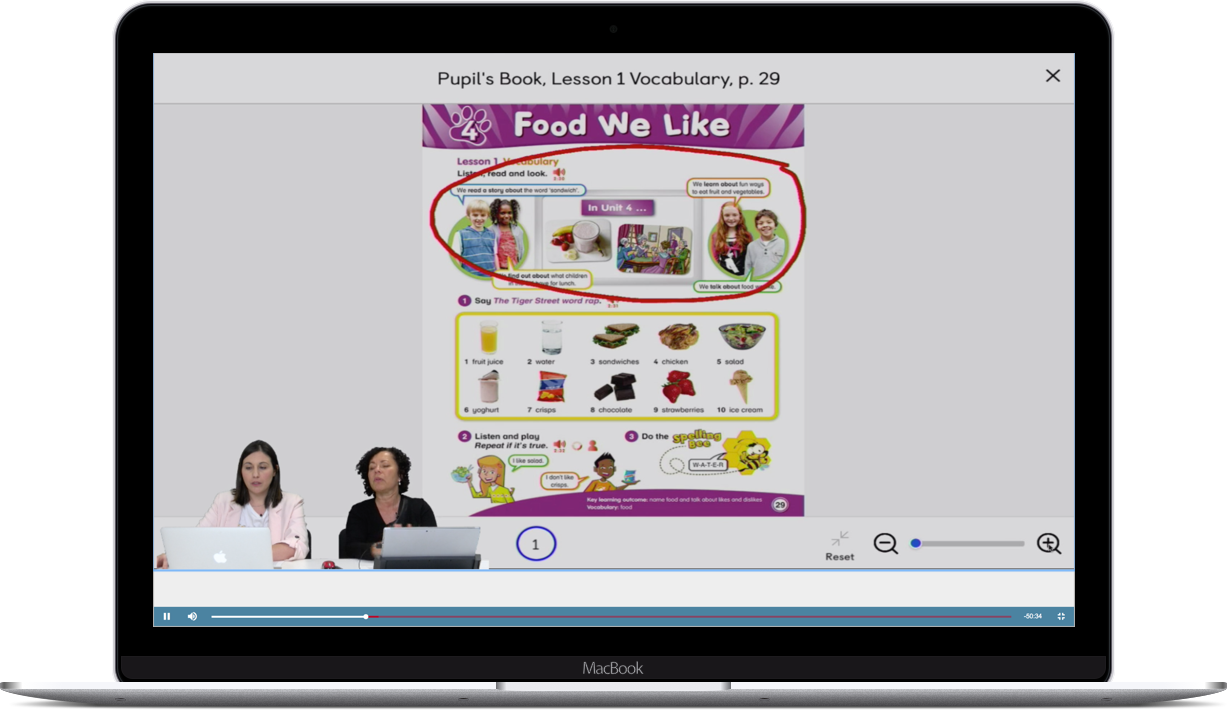 Pupil's Book, Lesson 1 Vocabulary, p. 29
4 Food We Like
Lesson 1 Vocabulary
Listen, read and look.
We read a story about the word 'sandwich'.
We learn about fun ways
to eat fruit and vegetables.
In Unit 4 ...
find out about what children
have for lunch.
We talk about food
1 Say The Tiger Street word rap.
1 fruit juice
2 water
3 sandwiches
4 chicken
5 salad
6 yoghurt
7 crisps
8 chocolate
9 strawberries
10 ice cream
2 Listen and play
Repeat if it's true.
I like salad.
I don't like
crisps.
3 Do the Spelling
Bee
W-A-T-E-R
Key learning outcome: name food and talk about likes and dislikes
Vocabulary: food
29
1
Reset
-50:34
MacBook